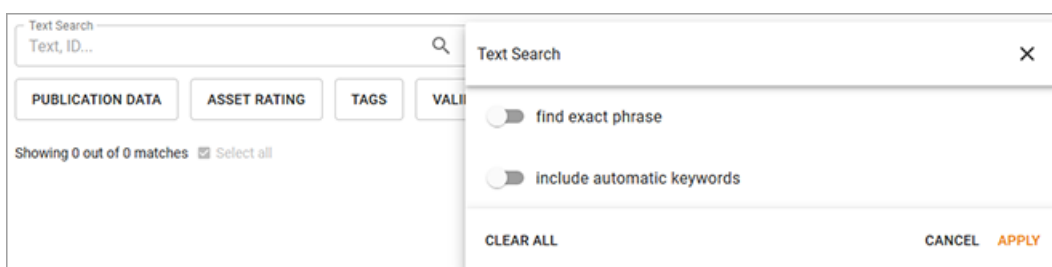 Text Search
Text, ID...
PUBLICATION DATA ASSET RATING TAGS VALI
Showing 0 out of 0 matches Select all
Text Search
find exact phrase
include automatic keywords
CLEAR ALL CANCEL APPLY